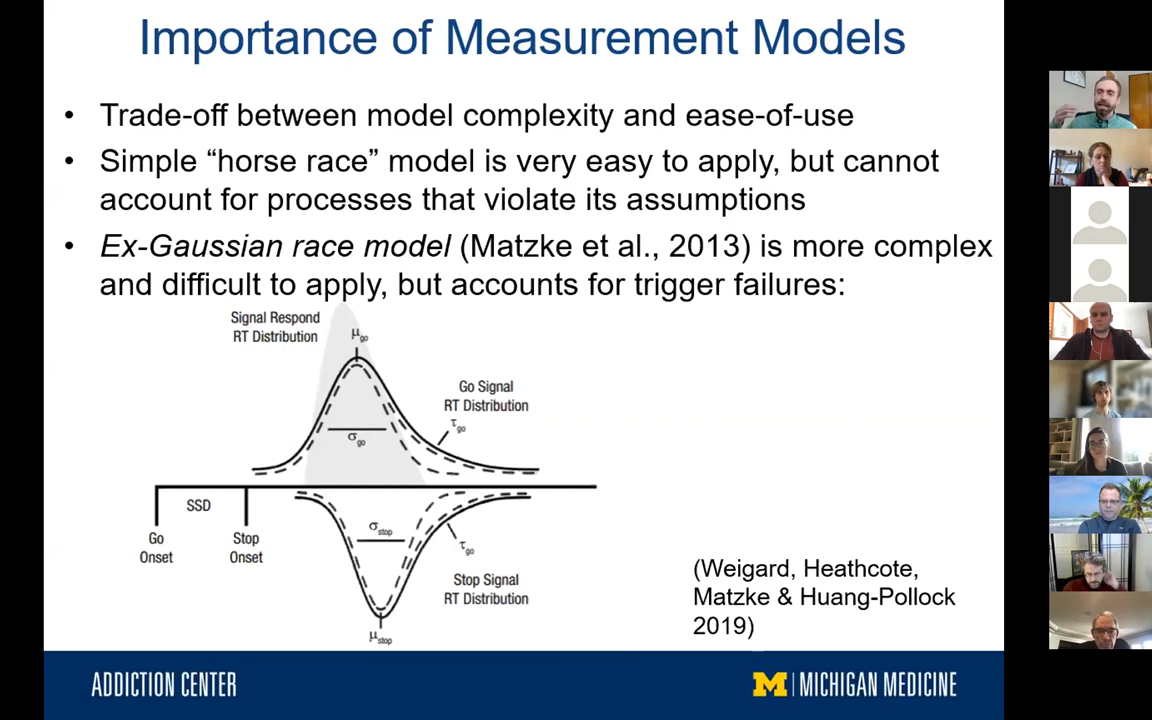 Importance of Measurement Models
• Trade-off between model complexity and ease-of-use
• Simple “horse race” model is very easy to apply, but cannot
account for processes that violate its assumptions
• Ex-Gaussian race model (Matzke et al., 2013) is more complex
and difficult to apply, but accounts for trigger failures:
Signal Respond
RT Distribution
μgo
Go Signal
RT Distribution
τgo
σgo
SSD
Go
Onset
Stop
Onset
σstop
τgo
Stop Signal
RT Distribution
μstop
(Weigard, Heathcote,
Matzke & Huang-Pollock
2019)
ADDICTION CENTER
M | MICHIGAN MEDICINE